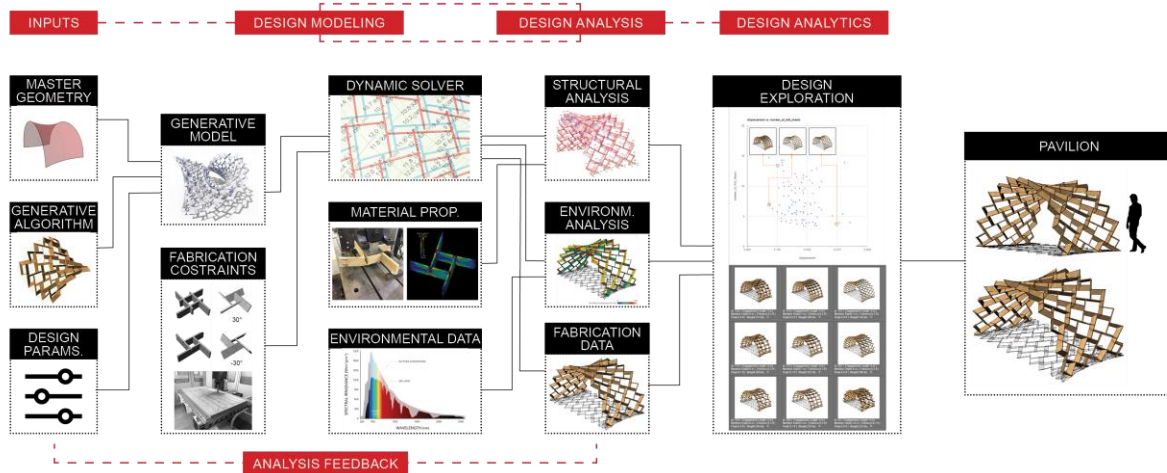 INPUTS
DESIGN MODELING
DESIGN ANALYSIS
DESIGN ANALYTICS
MASTER
GEOMETRY
GENERATIVE
ALGORITHM
DESIGN
PARAMS.
GENERATIVE
MODEL
FABRICATION
COSTRAINTS
30°
-30°
DYNAMIC SOLVER
MATERIAL PROP.
ENVIRONMENTAL DATA
WAVELENGTH
STRUCTURAL
ANALYSIS
ENVIRONM.
ANALYSIS
FABRICATION
DATA
DESIGN
EXPLORATION
PAVILION
ANALYSIS FEEDBACK